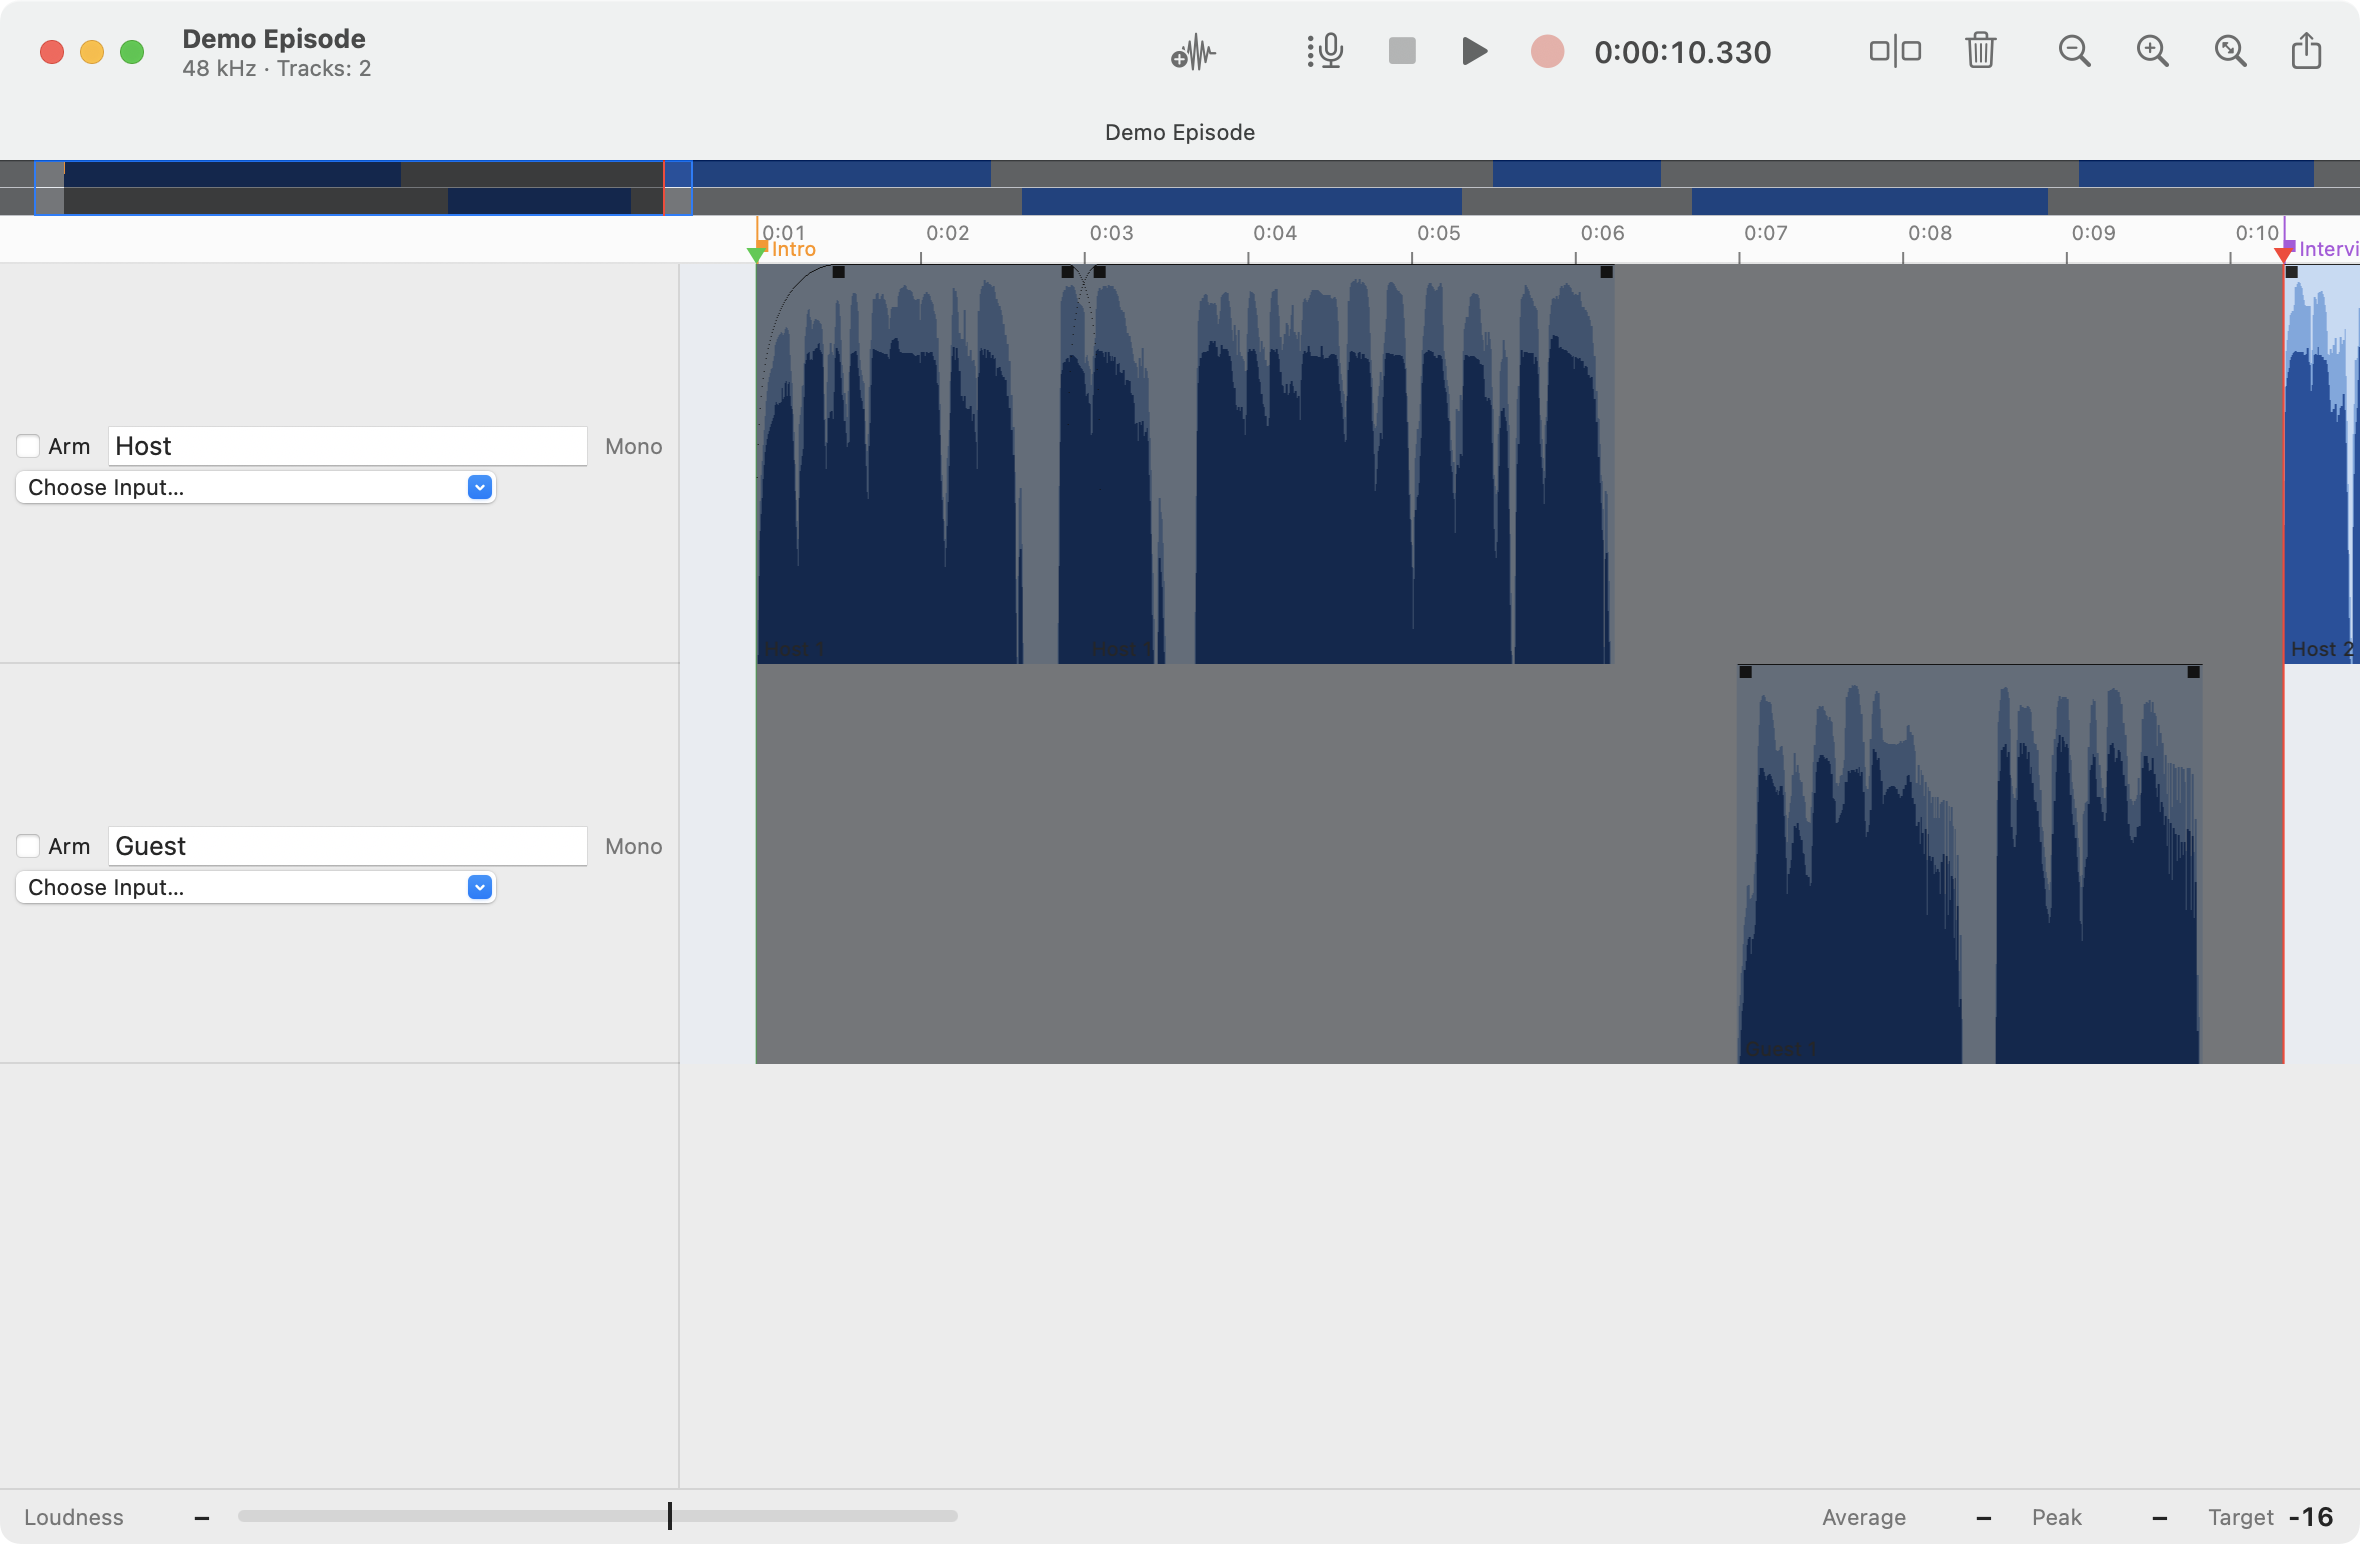 Demo Episode
48 kHz · Tracks: 2
0:00:10.330
Demo Episode
0:01 0:02 0:03 0:04 0:05 0:06 0:07 0:08 0:09 0:10
Intro Intervi
Arm Host Mono
Choose Input...
Host 1
Host 2
Arm Guest Mono
Choose Input...
Loudness – Average – Peak – Target -16